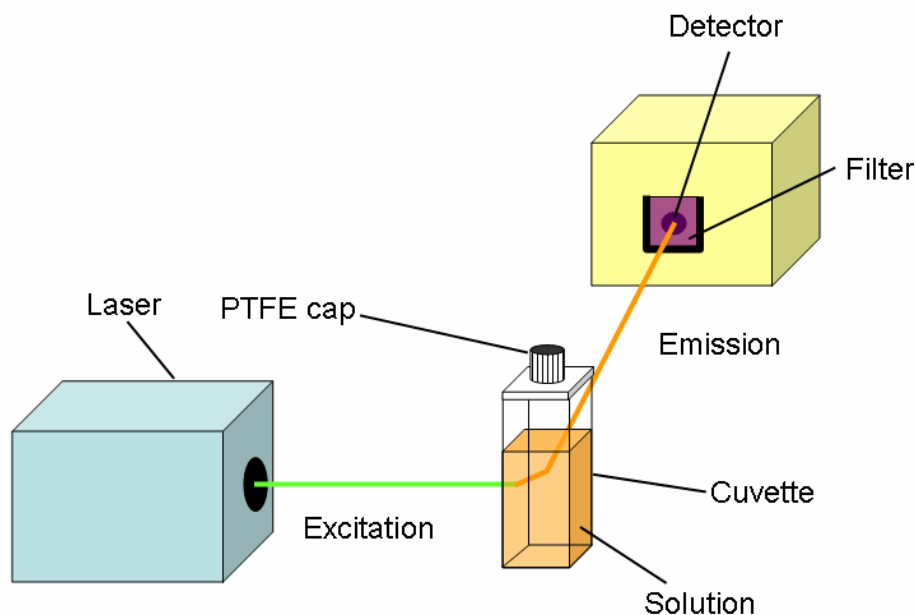 Detector
Filter
Laser
PTFE cap
Emission
Cuvette
Excitation
Solution